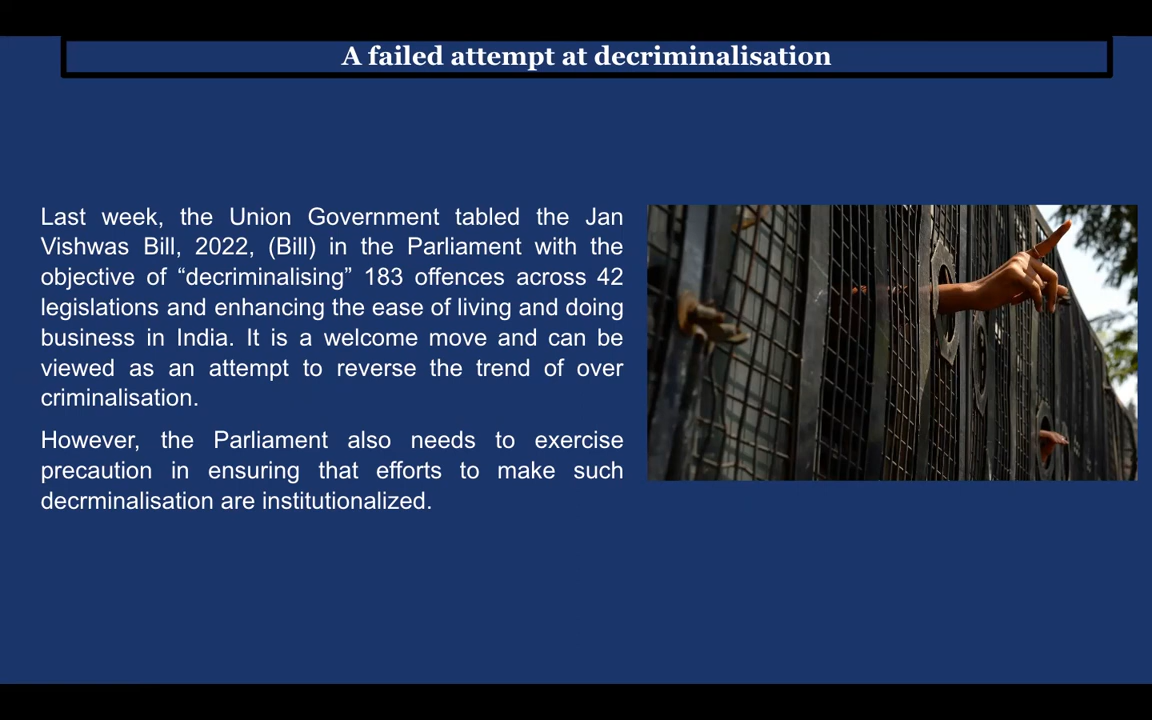 A failed attempt at decriminalisation
Last week, the Union Government tabled the Jan
Vishwas Bill, 2022, (Bill) in the Parliament with the
objective of “decriminalising” 183 offences across 42
legislations and enhancing the ease of living and doing
business in India. It is a welcome move and can be
viewed as an attempt to reverse the trend of over
criminalisation.
However, the Parliament also needs to exercise
precaution in ensuring that efforts to make such
decrminalisation are institutionalized.